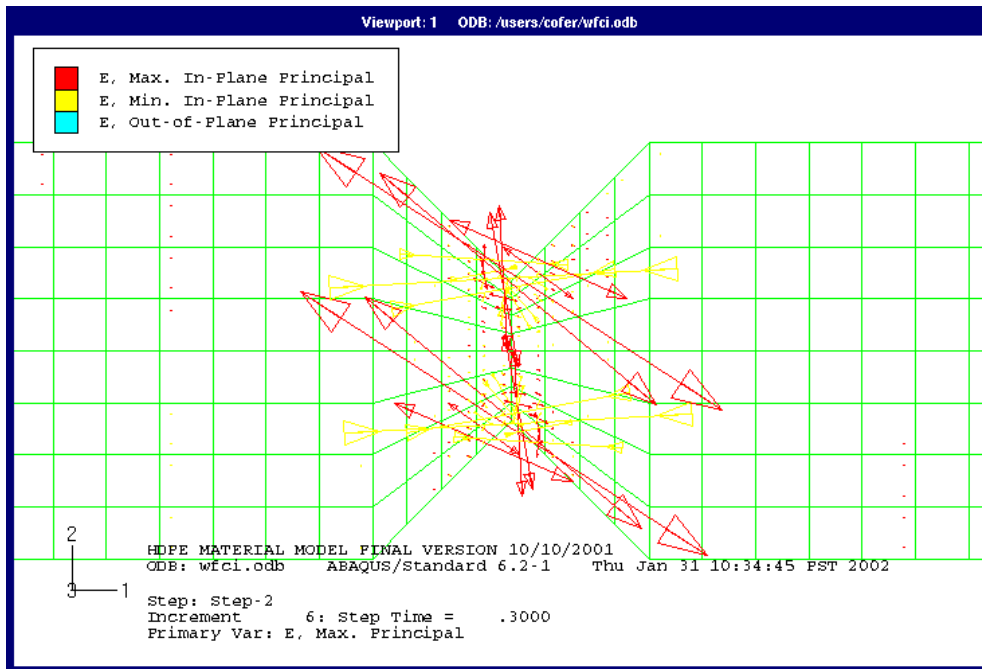 Viewport: 1 ODB: /users/cofer/wfci.odb
E, Max. In-Plane Principal
E, Min. In-Plane Principal
E, Out-of-Plane Principal
2
3 1
HDPE MATERIAL MODEL FINAL VERSION 10/10/2001
ODB: wfci.odb ABAQUS/Standard 6.2-1 Thu Jan 31 10:34:45 PST 2002
Step: Step-2
Increment 6: Step Time = .3000
Primary Var: E, Max. Principal